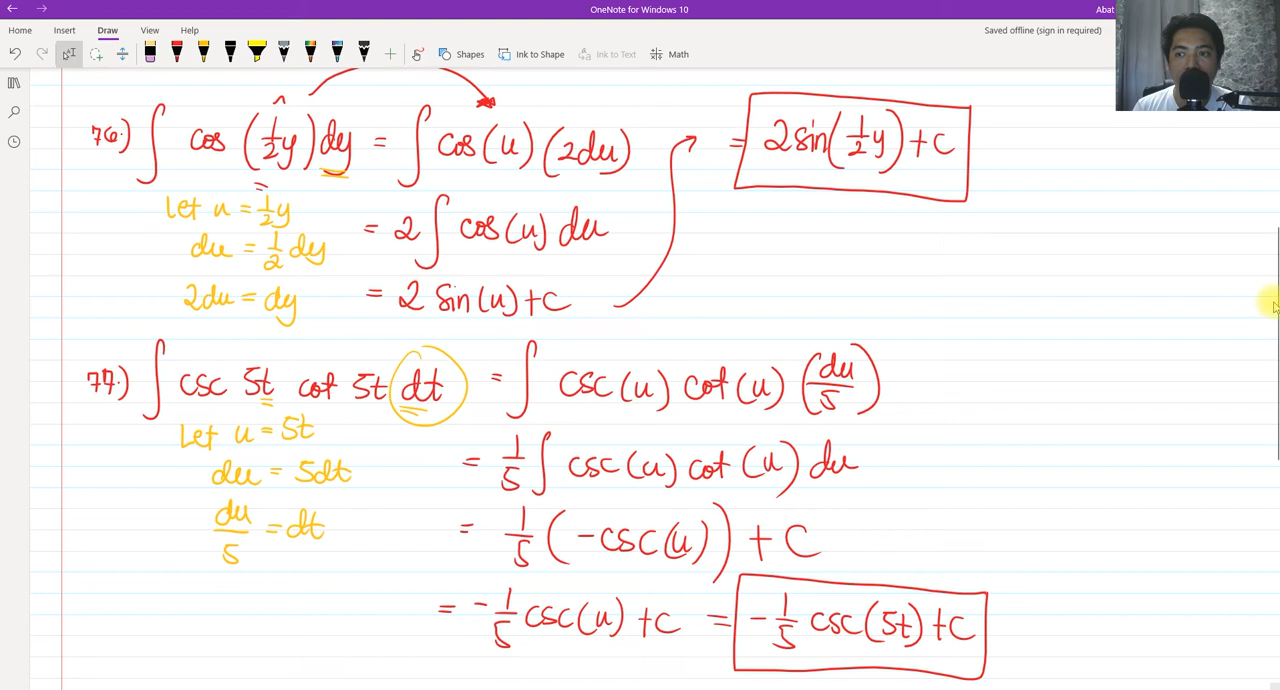 OneNote for Windows 10
Abat
Home Insert Draw View Help
Saved offline (sign in required)
Shapes Ink to Shape Ink to Text Math
76.) ∫ cos (½y) dy = ∫ cos(u) (2du) = 2sin(½y) + C
Let u = ½y
= 2 ∫ cos(u) du
du = ½ dy
2du = dy
= 2 sin(u) + C
77.) ∫ csc 5t cot 5t dt = ∫ csc(u) cot(u) (du/5)
Let u = 5t
du = 5dt
= 1/5 ∫ csc(u) cot(u) du
du/5 = dt
= 1/5 (-csc(u)) + C
= -1/5 csc(u) + C = -1/5 csc(5t) + C